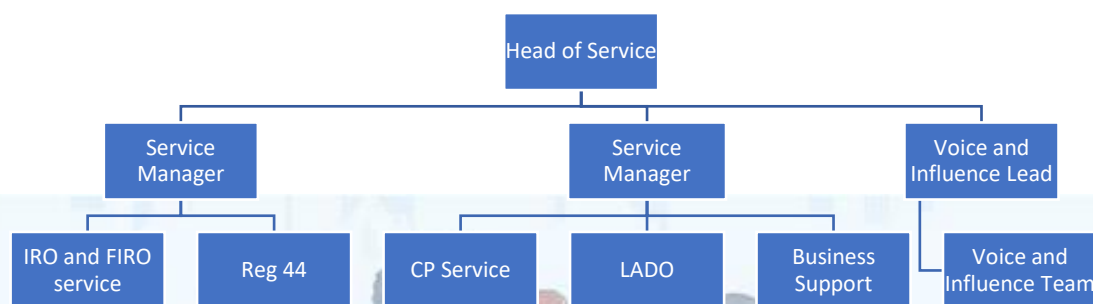 Head of Service
Service
Manager
Service
Manager
Voice and
Influence Lead
IRO and FIRO
service
Reg 44
CP Service
LADO
Business
Support
Voice and
Influence Team